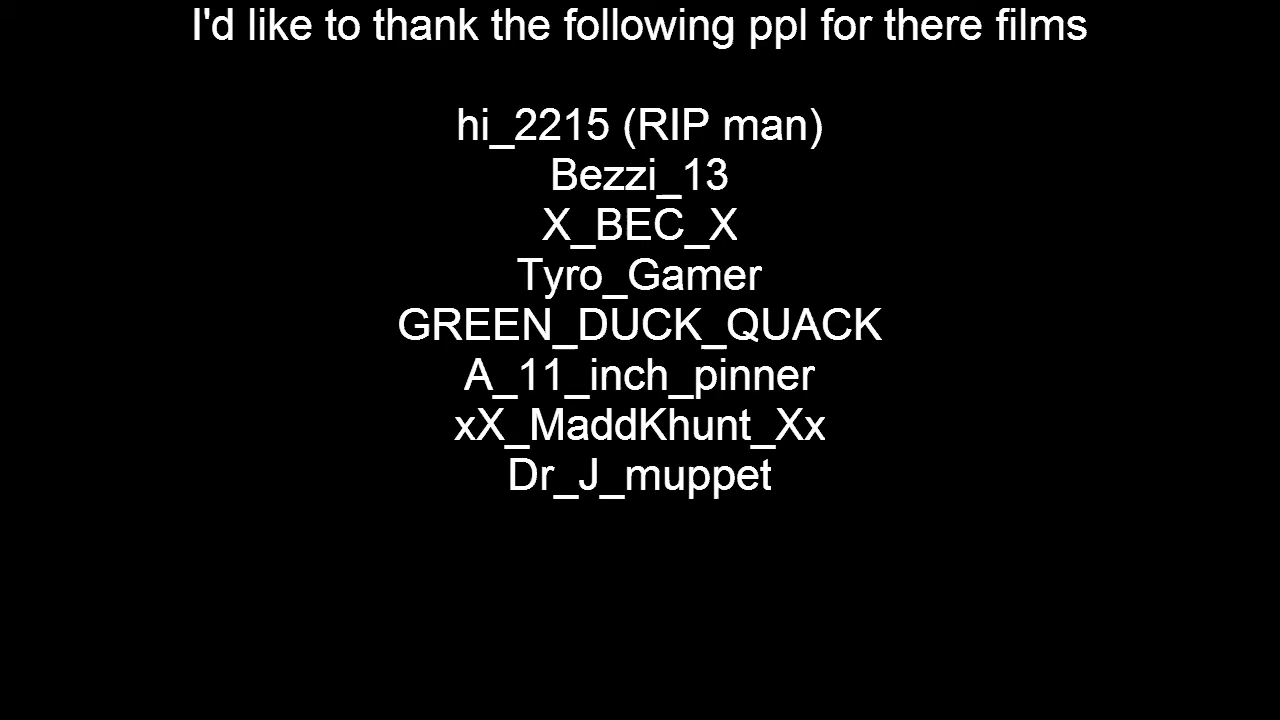 I'd like to thank the following ppl for there films
hi_2215 (RIP man)
Bezzi_13
X_BEC_X
Tyro_Gamer
GREEN_DUCK_QUACK
A_11_inch_pinner
xX_MaddKhunt_Xx
Dr_J_muppet